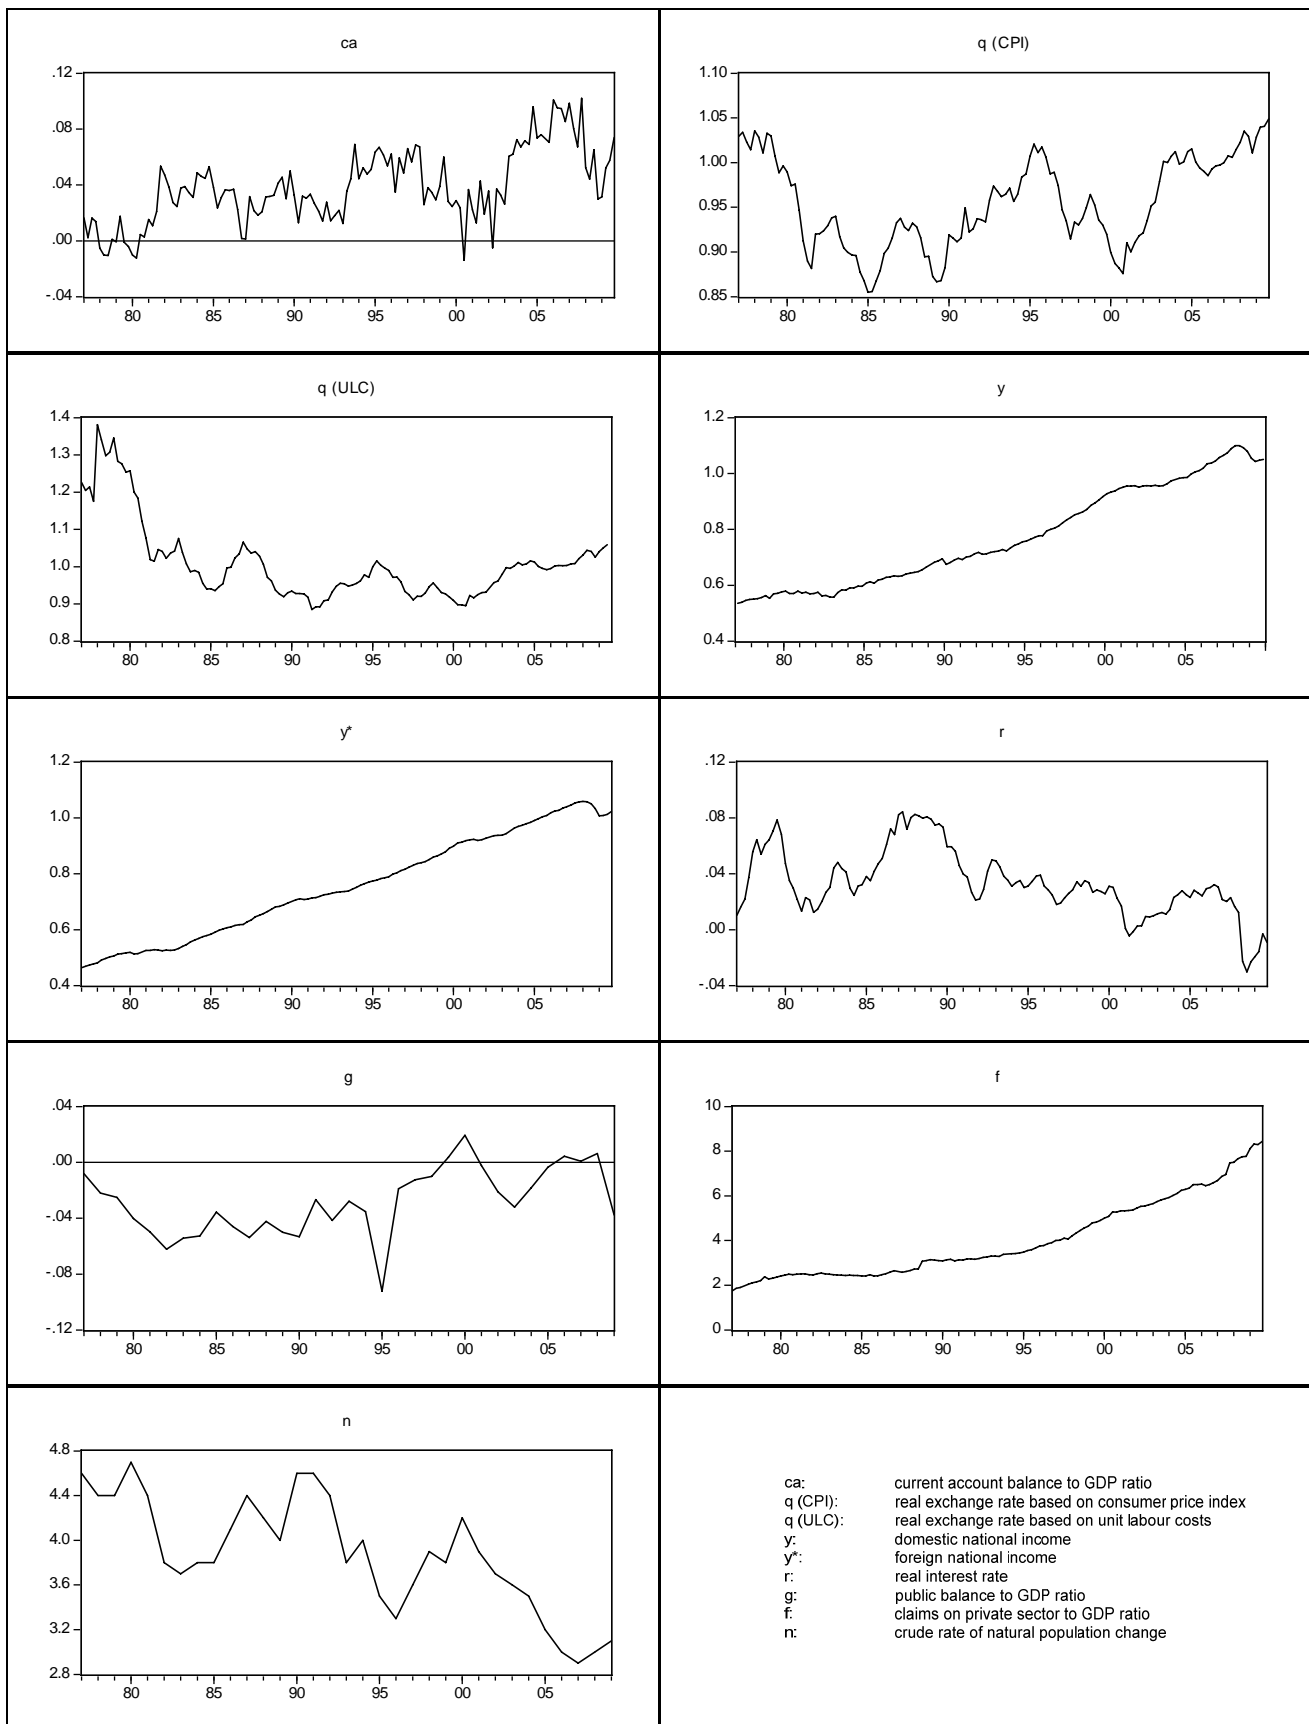 ca
.12
.08
.04
.00
-.04
80 85 90 95 00 05
q (CPI)
1.10
1.05
1.00
0.95
0.90
0.85
80 85 90 95 00 05
q (ULC)
1.4
1.3
1.2
1.1
1.0
0.9
0.8
80 85 90 95 00 05
y
1.2
1.0
0.8
0.6
0.4
80 85 90 95 00 05
y*
1.2
1.0
0.8
0.6
0.4
80 85 90 95 00 05
r
.12
.08
.04
.00
-.04
80 85 90 95 00 05
g
.04
.00
-.04
-.08
-.12
80 85 90 95 00 05
f
10
8
6
4
2
0
80 85 90 95 00 05
n
4.8
4.4
4.0
3.6
3.2
2.8
80 85 90 95 00 05
ca: current account balance to GDP ratio
q (CPI): real exchange rate based on consumer price index
q (ULC): real exchange rate based on unit labour costs
y: domestic national income
y*: foreign national income
r: real interest rate
g: public balance to GDP ratio
f: claims on private sector to GDP ratio
n: crude rate of natural population change